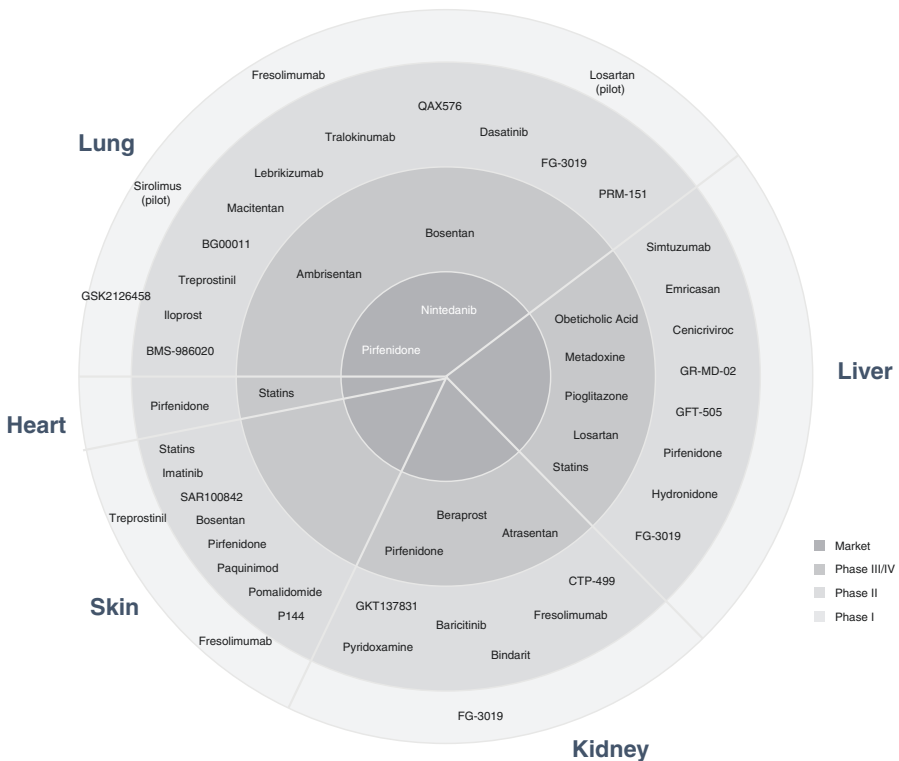 Fresolimumab
Losartan
(pilot)
QAX576
Dasatinib
Tralokinumab
Lung
FG-3019
Lebrikizumab
Sirolimus
(pilot)
PRM-151
Macitentan
Bosentan
BG00011
Simtuzumab
Ambrisentan
Treprostinil
Emricasan
GSK2126458
Nintedanib
Iloprost
Obeticholic Acid
Cenicriviroc
Pirfenidone
BMS-986020
Metadoxine
GR-MD-02
Liver
Statins
Pioglitazone
Pirfenidone
GFT-505
Heart
Losartan
Statins
Pirfenidone
Imatinib
Statins
SAR100842
Hydronidone
Treprostinil
Bosentan
Beraprost
Atrasentan
FG-3019
Pirfenidone
Pirfenidone
Market
Paquinimod
Phase III/IV
CTP-499
Pomalidomide
Phase II
Skin
GKT137831
P144
Fresolimumab
Phase I
Baricitinib
Fresolimumab
Pyridoxamine
Bindarit
FG-3019
Kidney